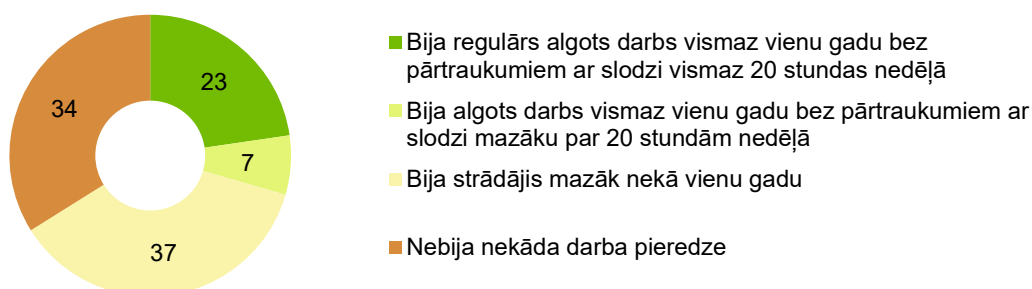 23
7
37
34
Bija regulārs algots darbs vismaz vienu gadu bez
pārtraukumiem ar slodzi vismaz 20 stundas nedēļā
Bija algots darbs vismaz vienu gadu bez pārtraukumiem ar
slodzi mazāku par 20 stundām nedēļā
Bija strādājis mazāk nekā vienu gadu
Nebija nekāda darba pieredze